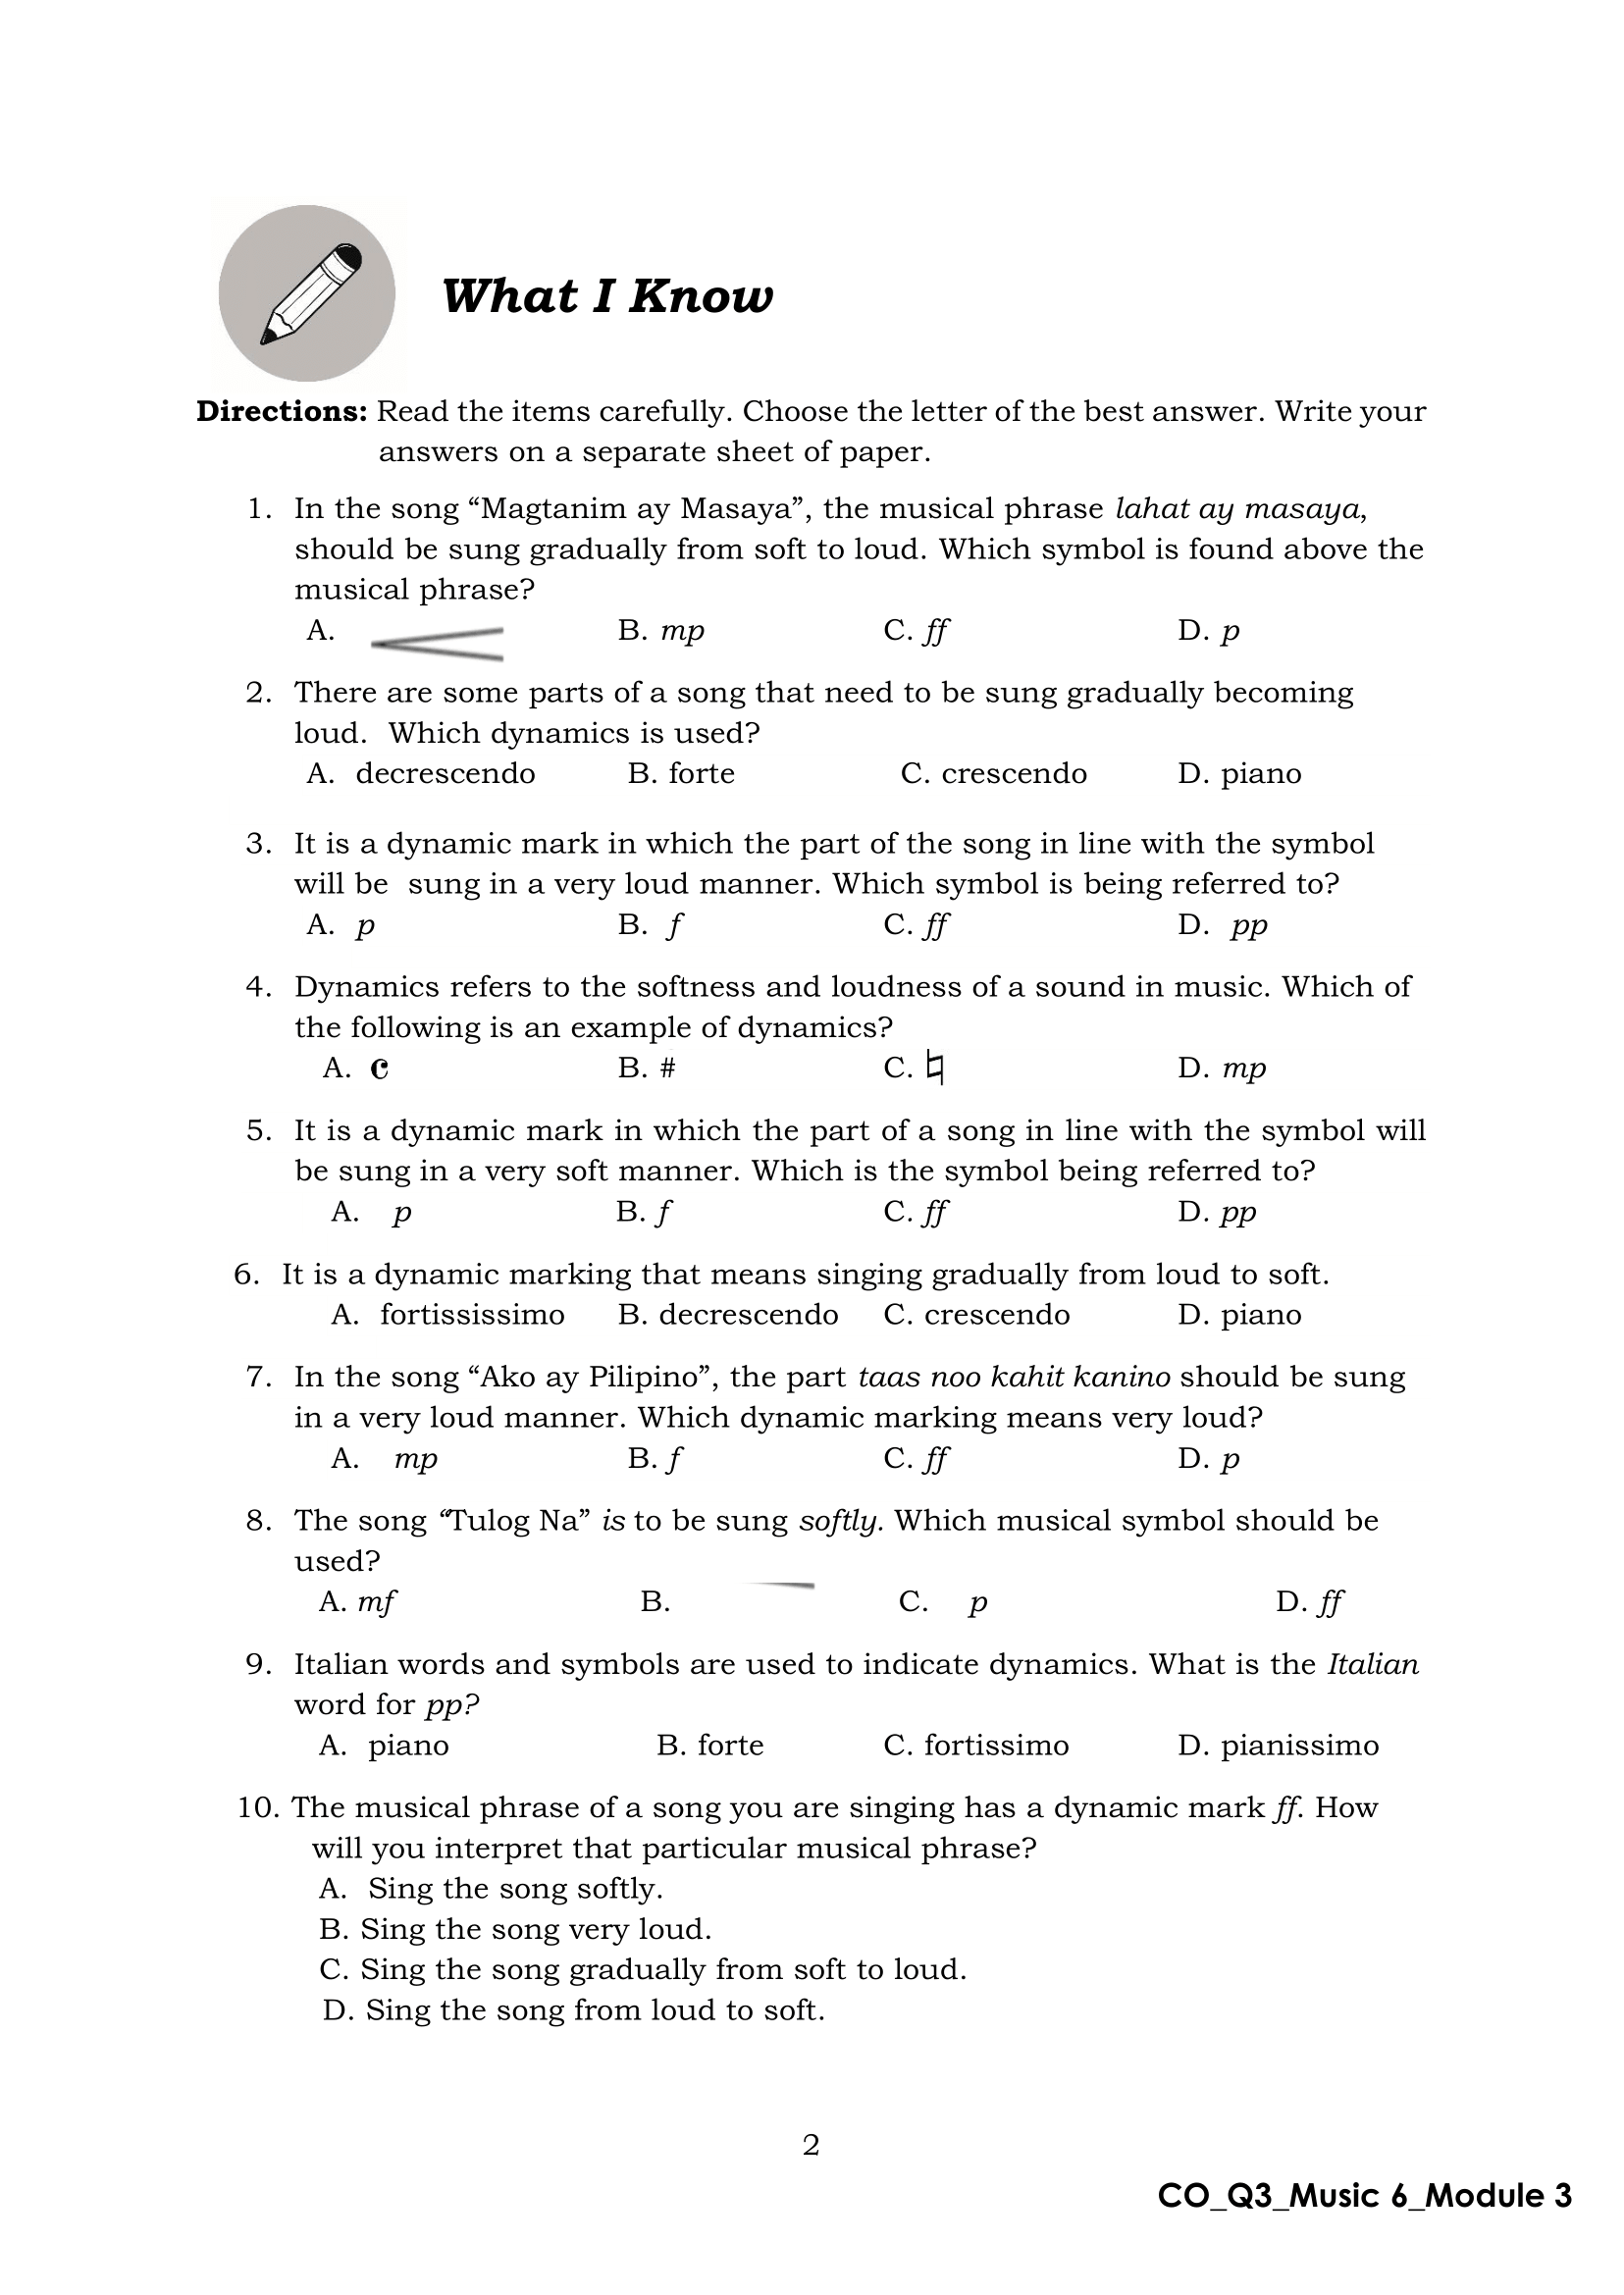 What I Know
Directions: Read the items carefully. Choose the letter of the best answer. Write your
answers on a separate sheet of paper.
1. In the song “Magtanim ay Masaya”, the musical phrase lahat ay masaya,
should be sung gradually from soft to loud. Which symbol is found above the
musical phrase?
A. B. mp C. ff D. p
2. There are some parts of a song that need to be sung gradually becoming
loud. Which dynamics is used?
A. decrescendo B. forte C. crescendo D. piano
3. It is a dynamic mark in which the part of the song in line with the symbol
will be sung in a very loud manner. Which symbol is being referred to?
A. p B. f C. ff D. pp
4. Dynamics refers to the softness and loudness of a sound in music. Which of
the following is an example of dynamics?
A. 𝄴 B. # C. ♮ D. mp
5. It is a dynamic mark in which the part of a song in line with the symbol will
be sung in a very soft manner. Which is the symbol being referred to?
A. p B. f C. ff D. pp
6. It is a dynamic marking that means singing gradually from loud to soft.
A. fortississimo B. decrescendo C. crescendo D. piano
7. In the song “Ako ay Pilipino”, the part taas noo kahit kanino should be sung
in a very loud manner. Which dynamic marking means very loud?
A. mp B. f C. ff D. p
8. The song “Tulog Na” is to be sung softly. Which musical symbol should be
used?
A. mf B. C. p D. ff
9. Italian words and symbols are used to indicate dynamics. What is the Italian
word for pp?
A. piano B. forte C. fortissimo D. pianissimo
10. The musical phrase of a song you are singing has a dynamic mark ff. How
will you interpret that particular musical phrase?
A. Sing the song softly.
B. Sing the song very loud.
C. Sing the song gradually from soft to loud.
D. Sing the song from loud to soft.
2
CO_Q3_Music 6_Module 3